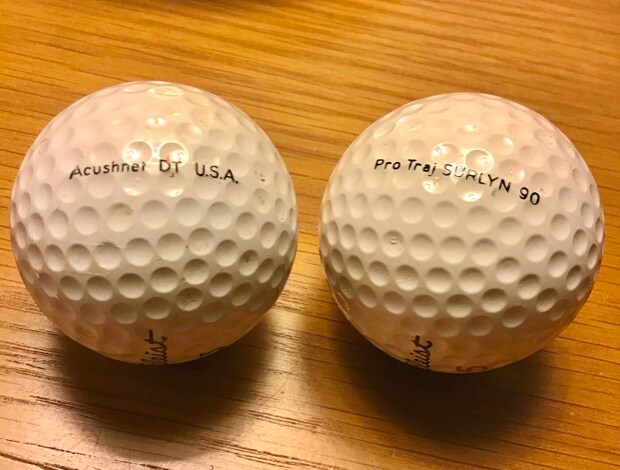 Acushnet DT U.S.A.
Pro Traj SURLYN 90